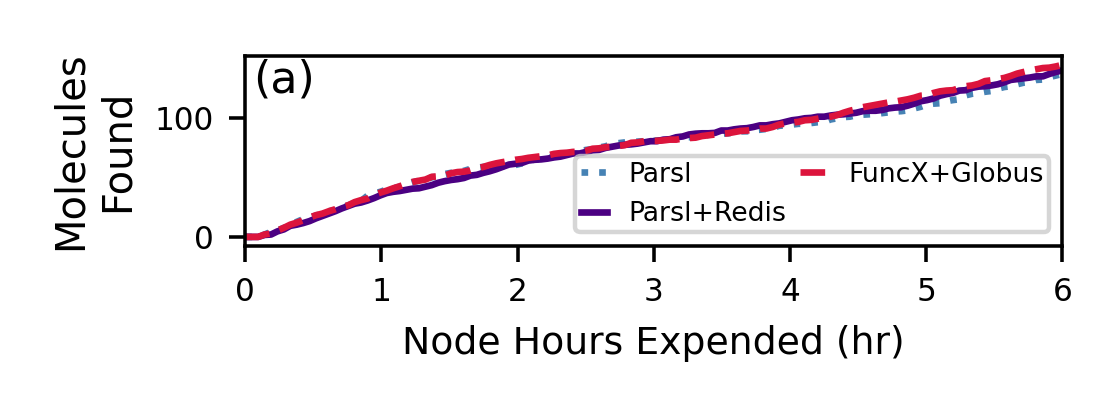 (a)
Molecules
Found
100
0
Parsl
FuncX+Globus
Parsl+Redis
0 1 2 3 4 5 6
Node Hours Expended (hr)